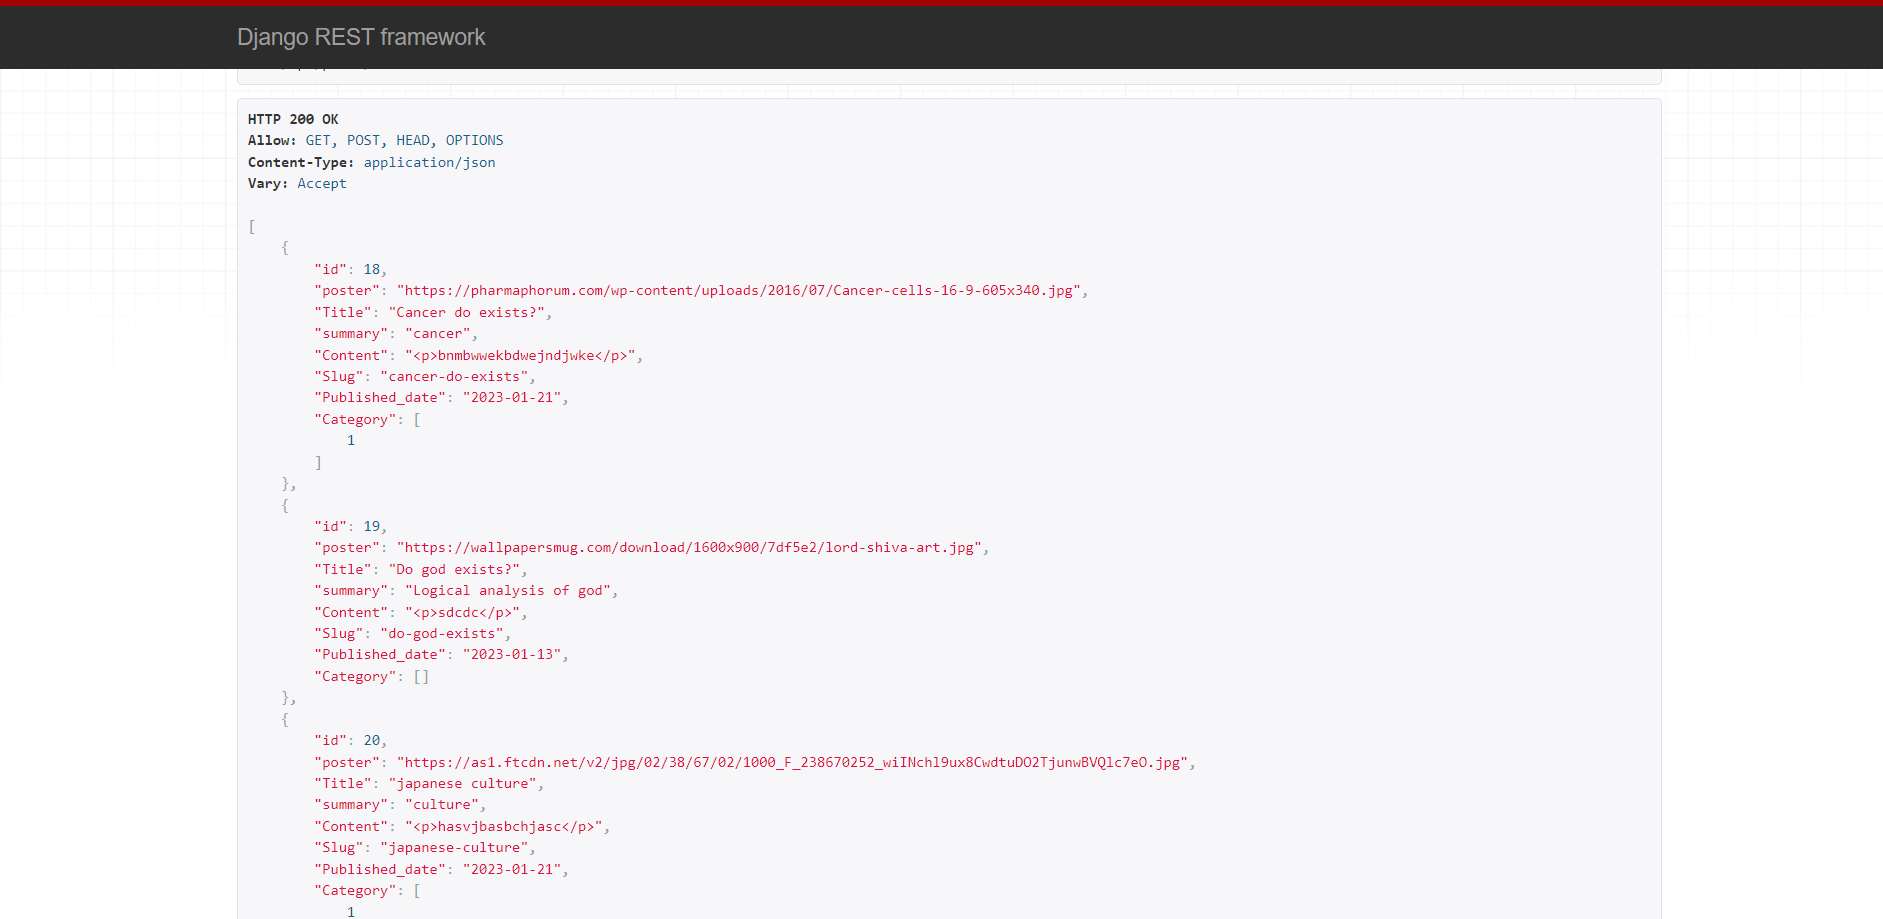 Django REST framework
HTTP 200 OK
Allow: GET, POST, HEAD, OPTIONS
Content-Type: application/json
Vary: Accept
[
{
"id": 18,
"poster": "https://pharmaphorum.com/wp-content/uploads/2016/07/Cancer-cells-16-9-605x340.jpg",
"Title": "Cancer do exists?",
"summary": "cancer",
"Content": "<p>bnmbwwekbdwejndjwke</p>",
"Slug": "cancer-do-exists",
"Published_date": "2023-01-21",
"Category": [
1
]
},
{
"id": 19,
"poster": "https://wallpapersmug.com/download/1600x900/7df5e2/lord-shiva-art.jpg",
"Title": "Do god exists?",
"summary": "Logical analysis of god",
"Content": "<p>sdcdc</p>",
"Slug": "do-god-exists",
"Published_date": "2023-01-13",
"Category": []
},
{
"id": 20,
"poster": "https://as1.ftcdn.net/v2/jpg/02/38/67/02/1000_F_238670252_wiINchl9ux8CwdtuDO2TjunwBVQlc7eO.jpg",
"Title": "japanese culture",
"summary": "culture",
"Content": "<p>hasvjbasbchjasc</p>",
"Slug": "japanese-culture",
"Published_date": "2023-01-21",
"Category": [
1